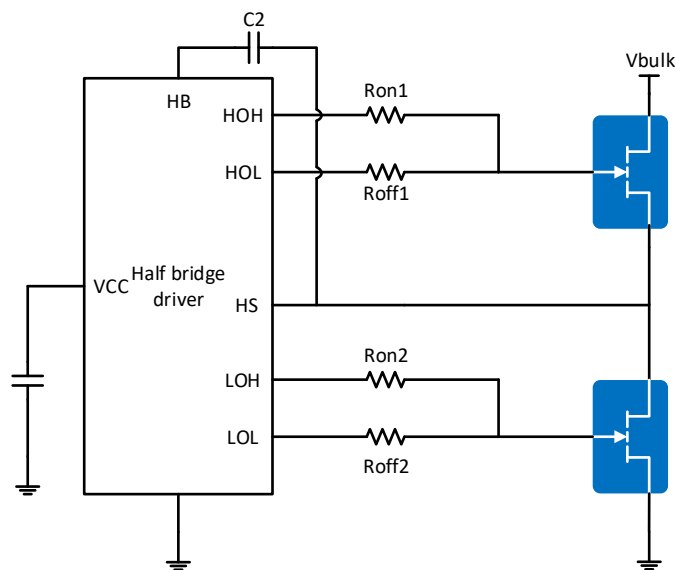 C2
Vbulk
HB
HOH
Ron1
HOL
Roff1
VCC
Half bridge
driver
HS
Ron2
LOH
LOL
Roff2